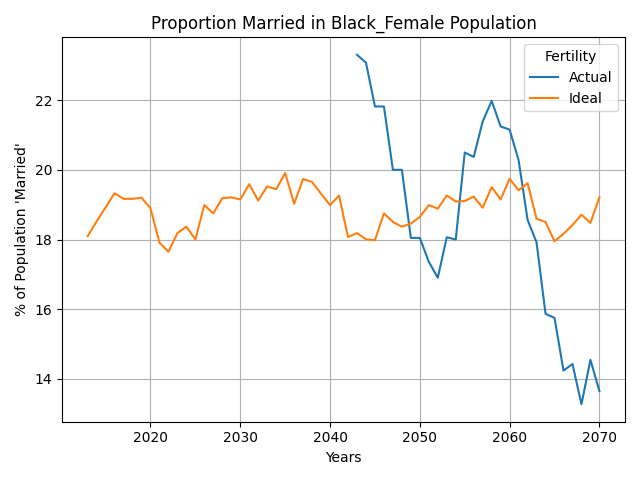 Proportion Married in Black_Female Population
% of Population 'Married'
22
20
18
16
14
Fertility
Actual
Ideal
2020 2030 2040 2050 2060 2070
Years